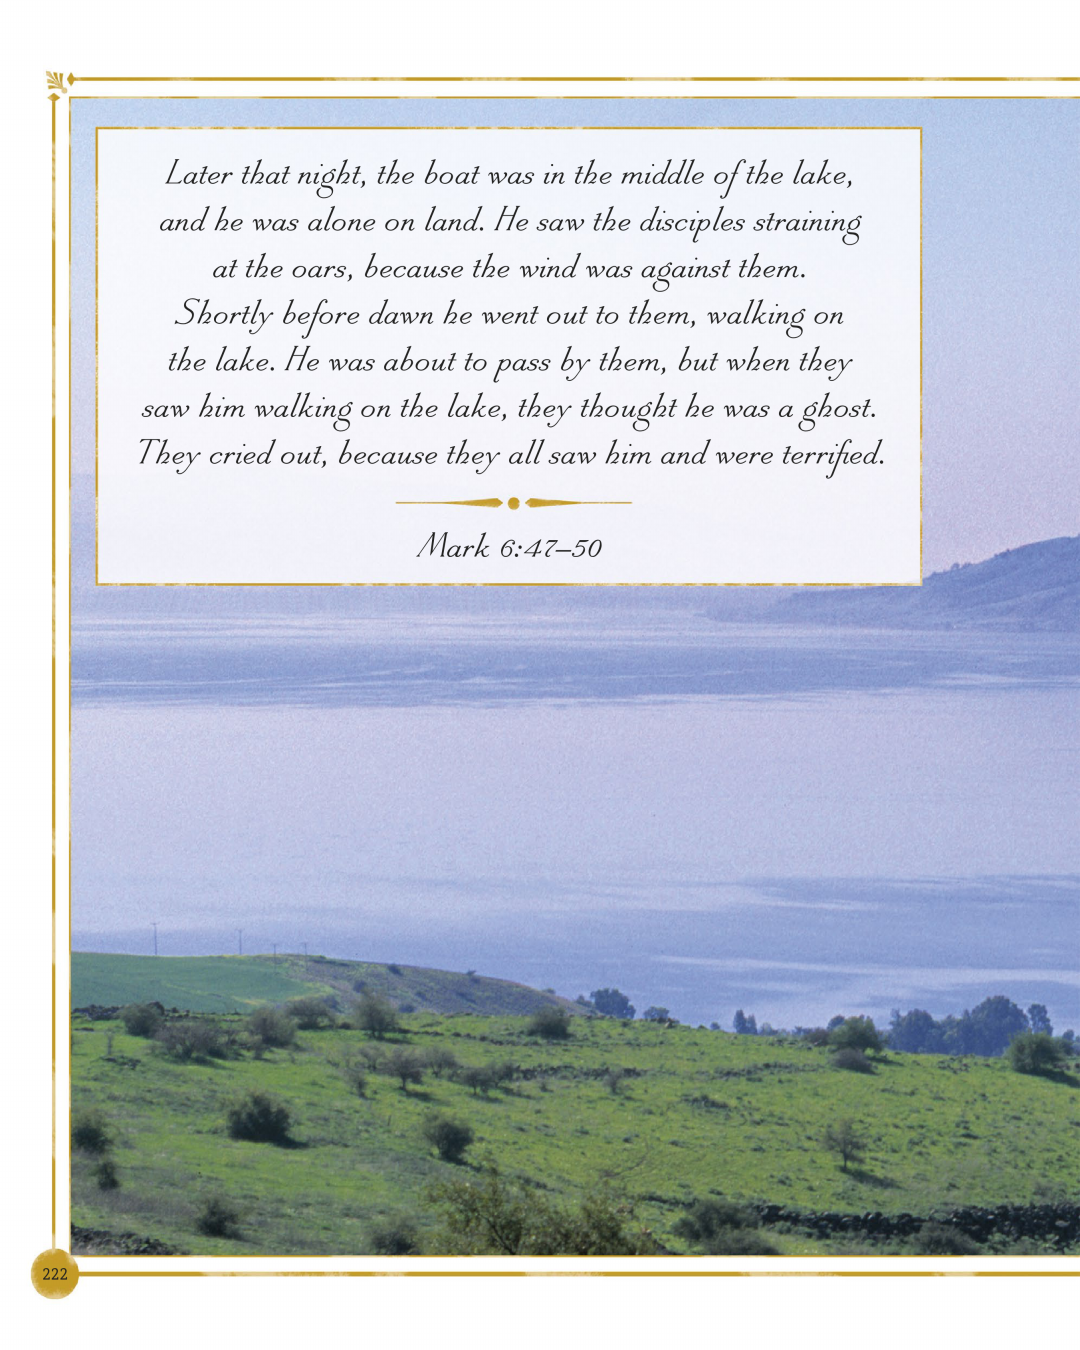 Later that night, the boat was in the middle of the lake,
and he was alone on land. He saw the disciples straining
at the oars, because the wind was against them.
Shortly before dawn he went out to them, walking on
the lake. He was about to pass by them, but when they
saw him walking on the lake, they thought he was a ghost.
They cried out, because they all saw him and were terrified.
Mark 6:47–50
222